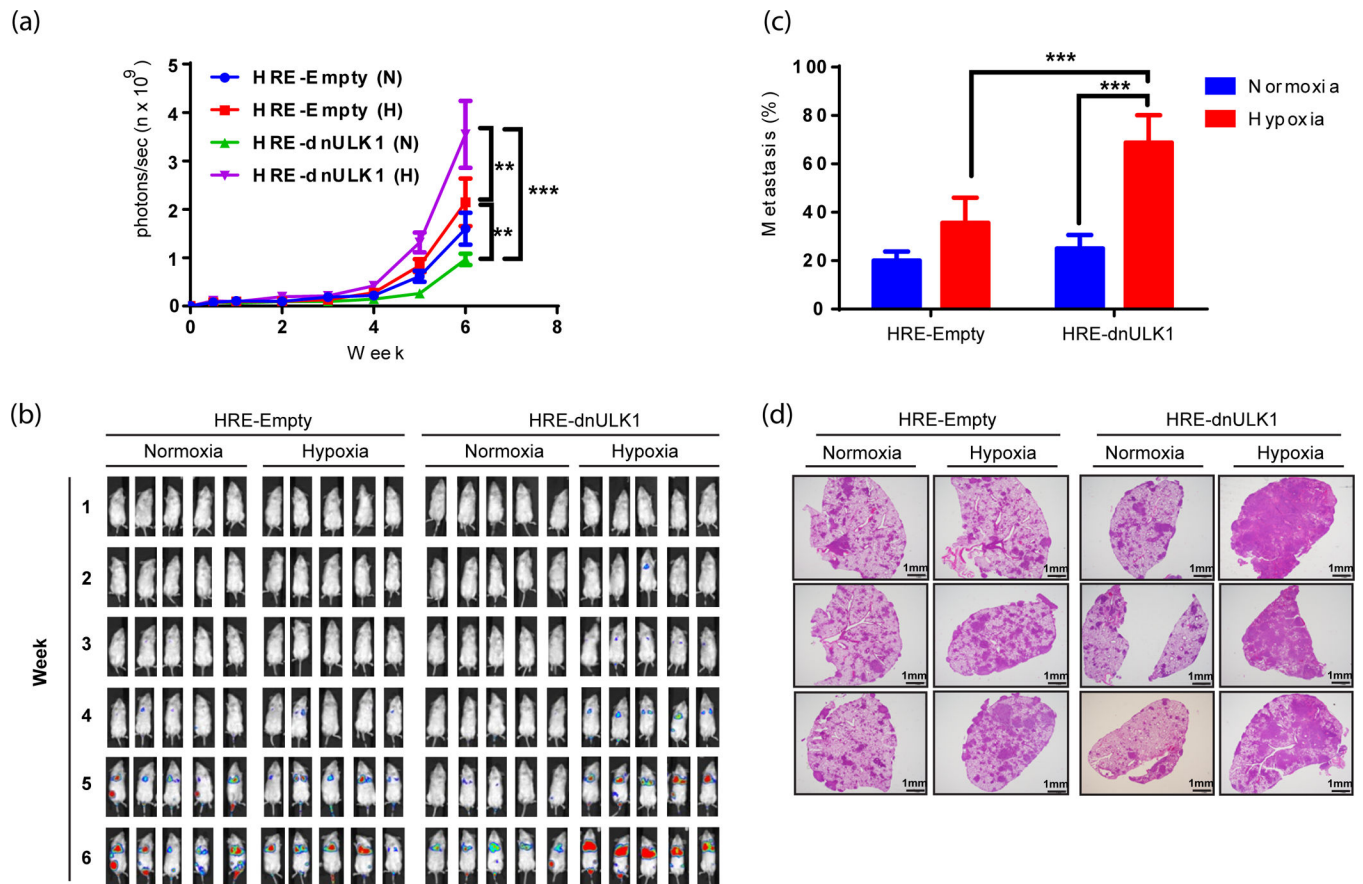 (a)
photons/sec (n x 10⁹)
5
4
3
2
1
0
HRE-Empty (N)
HRE-Empty (H)
HRE-dnULK1 (N)
HRE-dnULK1 (H)
**
**
***
0 2 4 6 8
Week
(c)
Metastasis (%)
100
80
60
40
20
0
***
***
Normoxia
Hypoxia
HRE-Empty HRE-dnULK1
(b)
HRE-Empty HRE-dnULK1
Normoxia Hypoxia Normoxia Hypoxia
Week
1
2
3
4
5
6
(d)
HRE-Empty HRE-dnULK1
Normoxia Hypoxia Normoxia Hypoxia
1mm 1mm 1mm 1mm
1mm 1mm 1mm 1mm
1mm 1mm 1mm 1mm